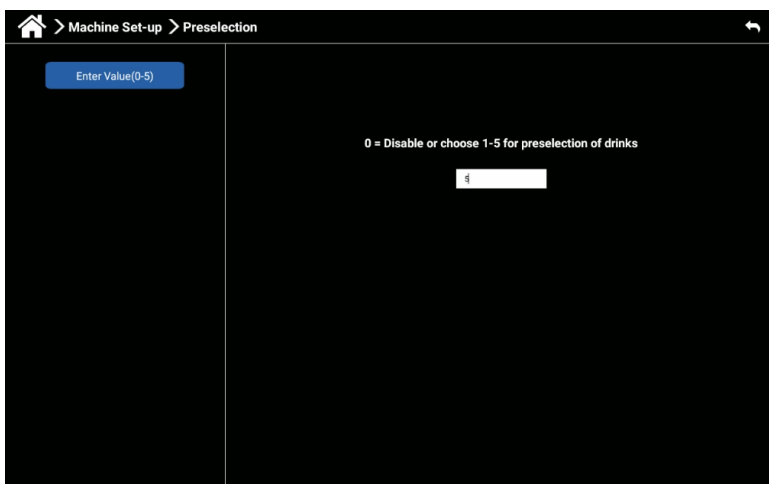 Machine Set-up Preselection
Enter Value(0-5)
0 = Disable or choose 1-5 for preselection of drinks
5